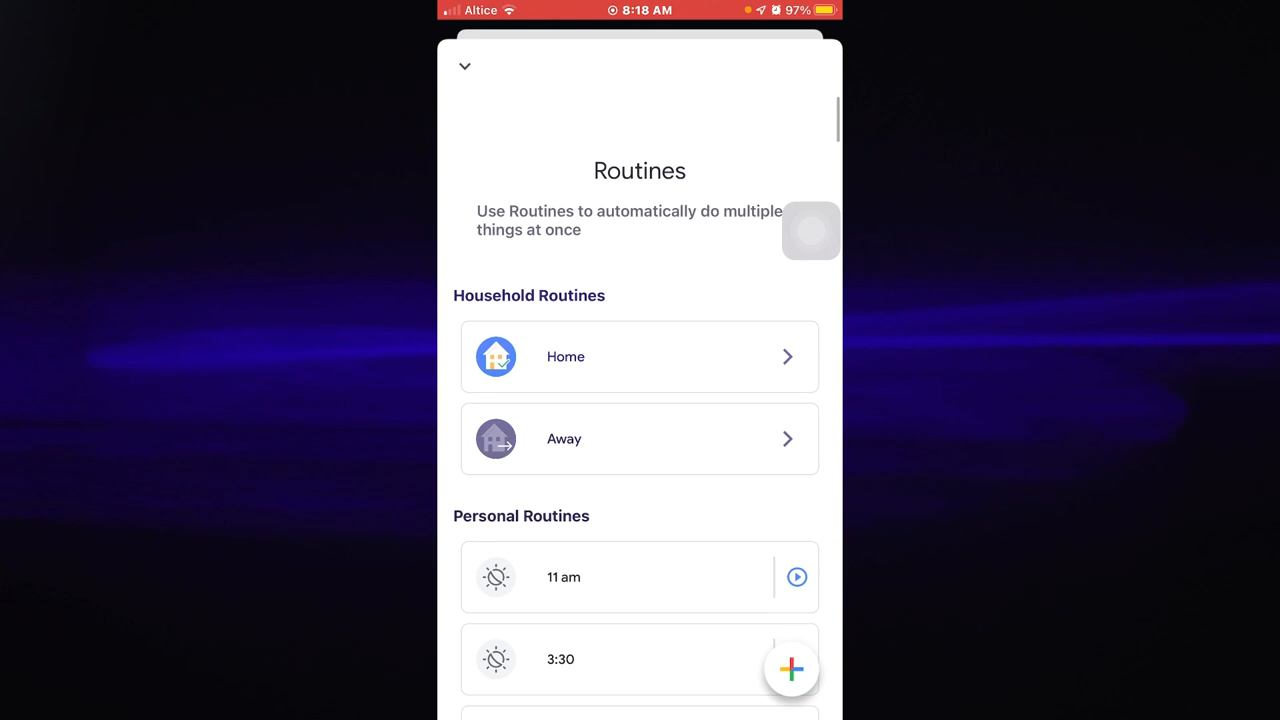 Altice 8:18 AM 97%
Routines
Use Routines to automatically do multiple
things at once
Household Routines
Home
Away
Personal Routines
11 am
3:30